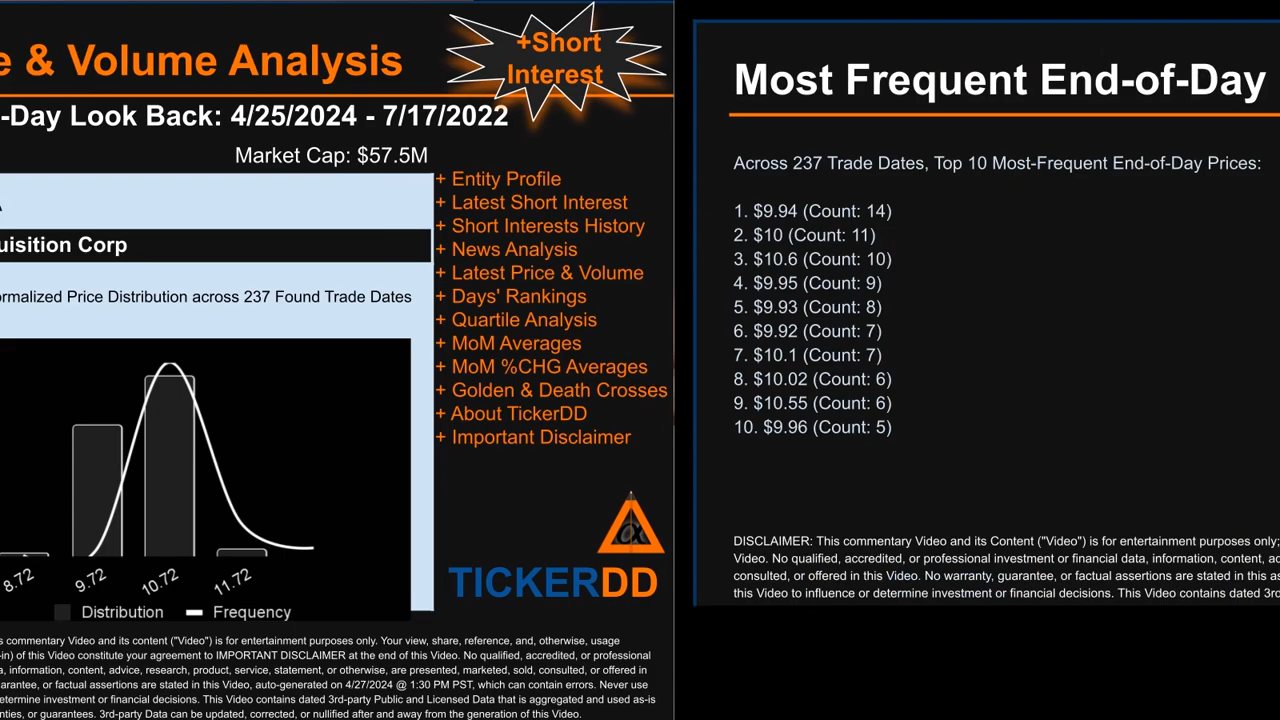 e & Volume Analysis
+Short
Interest
-Day Look Back: 4/25/2024 - 7/17/2022
Market Cap: $57.5M
uisition Corp
ormalized Price Distribution across 237 Found Trade Dates
8.72 9.72 10.72 11.72
Distribution Frequency
+ Entity Profile
+ Latest Short Interest
+ Short Interests History
+ News Analysis
+ Latest Price & Volume
+ Days' Rankings
+ Quartile Analysis
+ MoM Averages
+ MoM %CHG Averages
+ Golden & Death Crosses
+ About TickerDD
+ Important Disclaimer
TICKERDD
s commentary Video and its content ("Video") is for entertainment purposes only. Your view, share, reference, and, otherwise, usage
-in) of this Video constitute your agreement to IMPORTANT DISCLAIMER at the end of this Video. No qualified, accredited, or professional
a, information, content, advice, research, product, service, statement, or otherwise, are presented, marketed, sold, consulted, or offered in
arantee, or factual assertions are stated in this Video, auto-generated on 4/27/2024 @ 1:30 PM PST, which can contain errors. Never use
etermine investment or financial decisions. This Video contains dated 3rd-party Public and Licensed Data that is aggregated and used as-is
nties, or guarantees. 3rd-party Data can be updated, corrected, or nullified after and away from the generation of this Video.
Most Frequent End-of-Day
Across 237 Trade Dates, Top 10 Most-Frequent End-of-Day Prices:
1. $9.94 (Count: 14)
2. $10 (Count: 11)
3. $10.6 (Count: 10)
4. $9.95 (Count: 9)
5. $9.93 (Count: 8)
6. $9.92 (Count: 7)
7. $10.1 (Count: 7)
8. $10.02 (Count: 6)
9. $10.55 (Count: 6)
10. $9.96 (Count: 5)
DISCLAIMER: This commentary Video and its Content ("Video") is for entertainment purposes only;
Video. No qualified, accredited, or professional investment or financial data, information, content, ad
consulted, or offered in this Video. No warranty, guarantee, or factual assertions are stated in this as
this Video to influence or determine investment or financial decisions. This Video contains dated 3rd